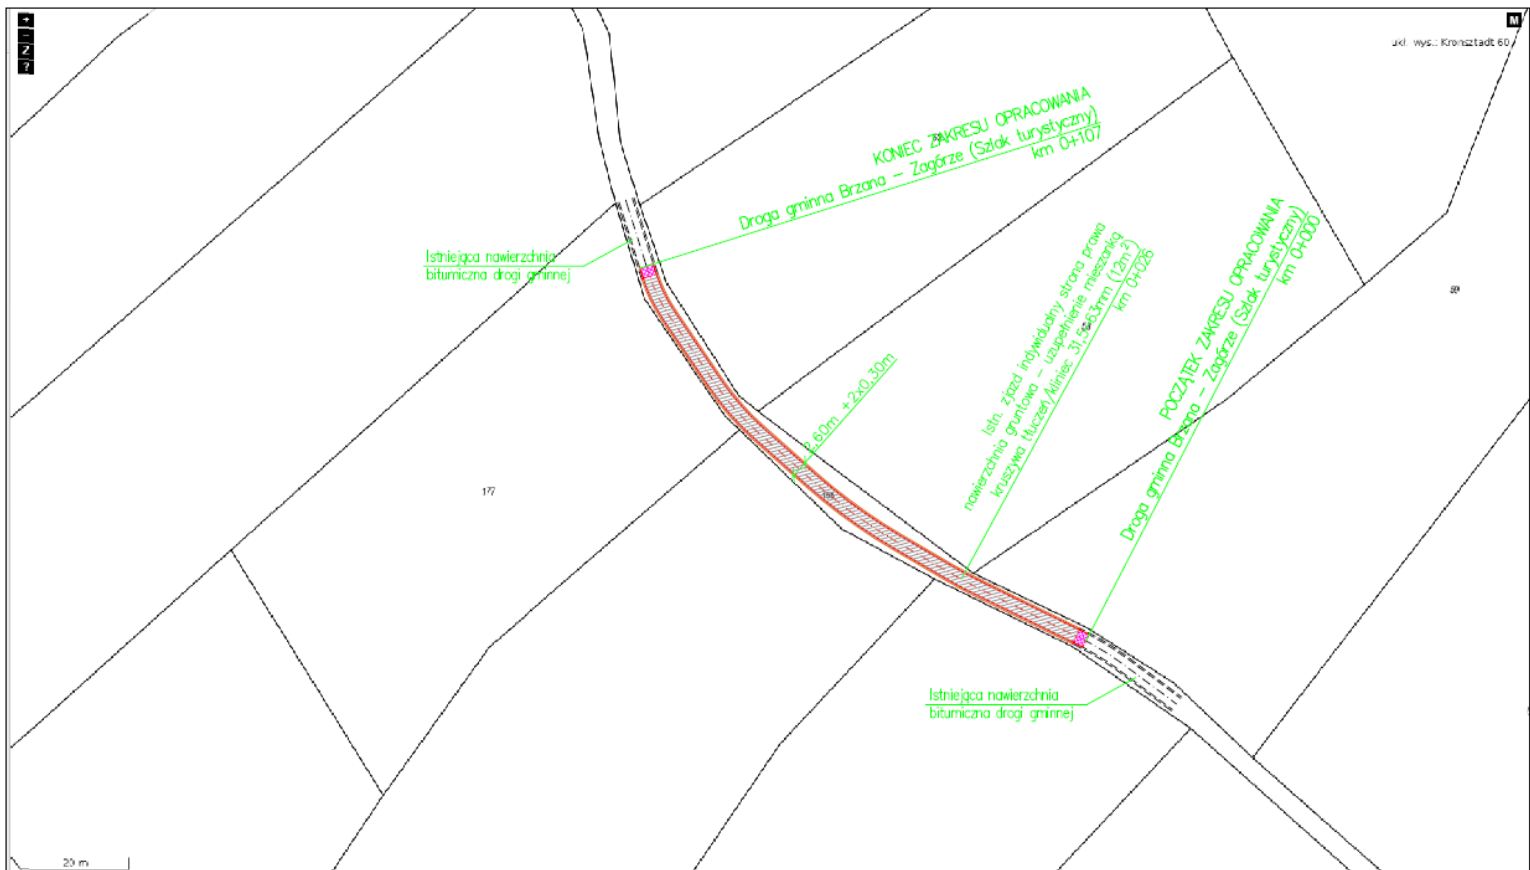 +
-
Z
?
M
ukł. wys.: Kronsztadt 60
KONIEC ZAKRESU OPRACOWANIA
Droga gminna Brzana – Zagórze (Szlak turystyczny)
km 0+107
Istniejąca nawierzchnia
bitumiczna drogi gminnej
Istn. zjazd indywidualny strona prawa
nawierzchnia gruntowa – uzupełnienie mieszanką
kruszywa tłuczeń/kliniec 31,5÷63mm (12m²)
km 0+026
POCZĄTEK ZAKRESU OPRACOWANIA
Droga gminna Brzana – Zagórze (Szlak turystyczny)
km 0+000
2,60m +2x0,30m
177
Istniejąca nawierzchnia
bitumiczna drogi gminnej
20 m